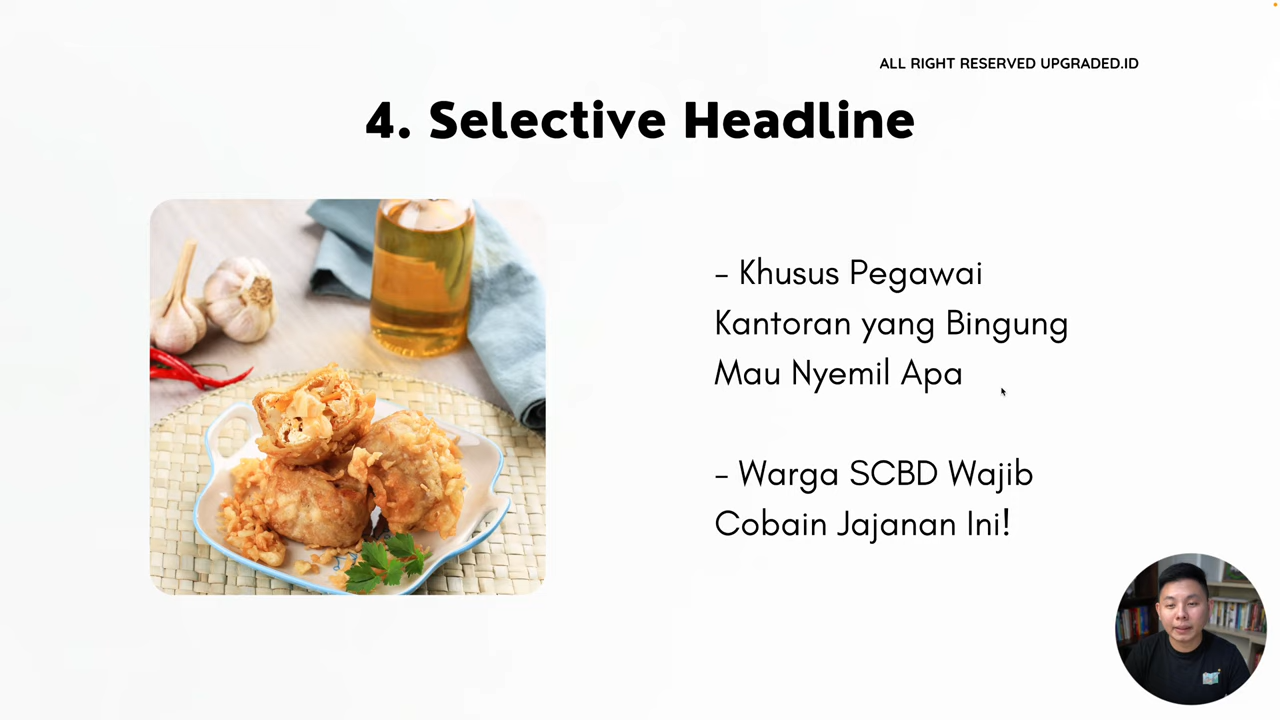 ALL RIGHT RESERVED UPGRADED.ID
4. Selective Headline
- Khusus Pegawai
Kantoran yang Bingung
Mau Nyemil Apa
- Warga SCBD Wajib
Cobain Jajanan Ini!